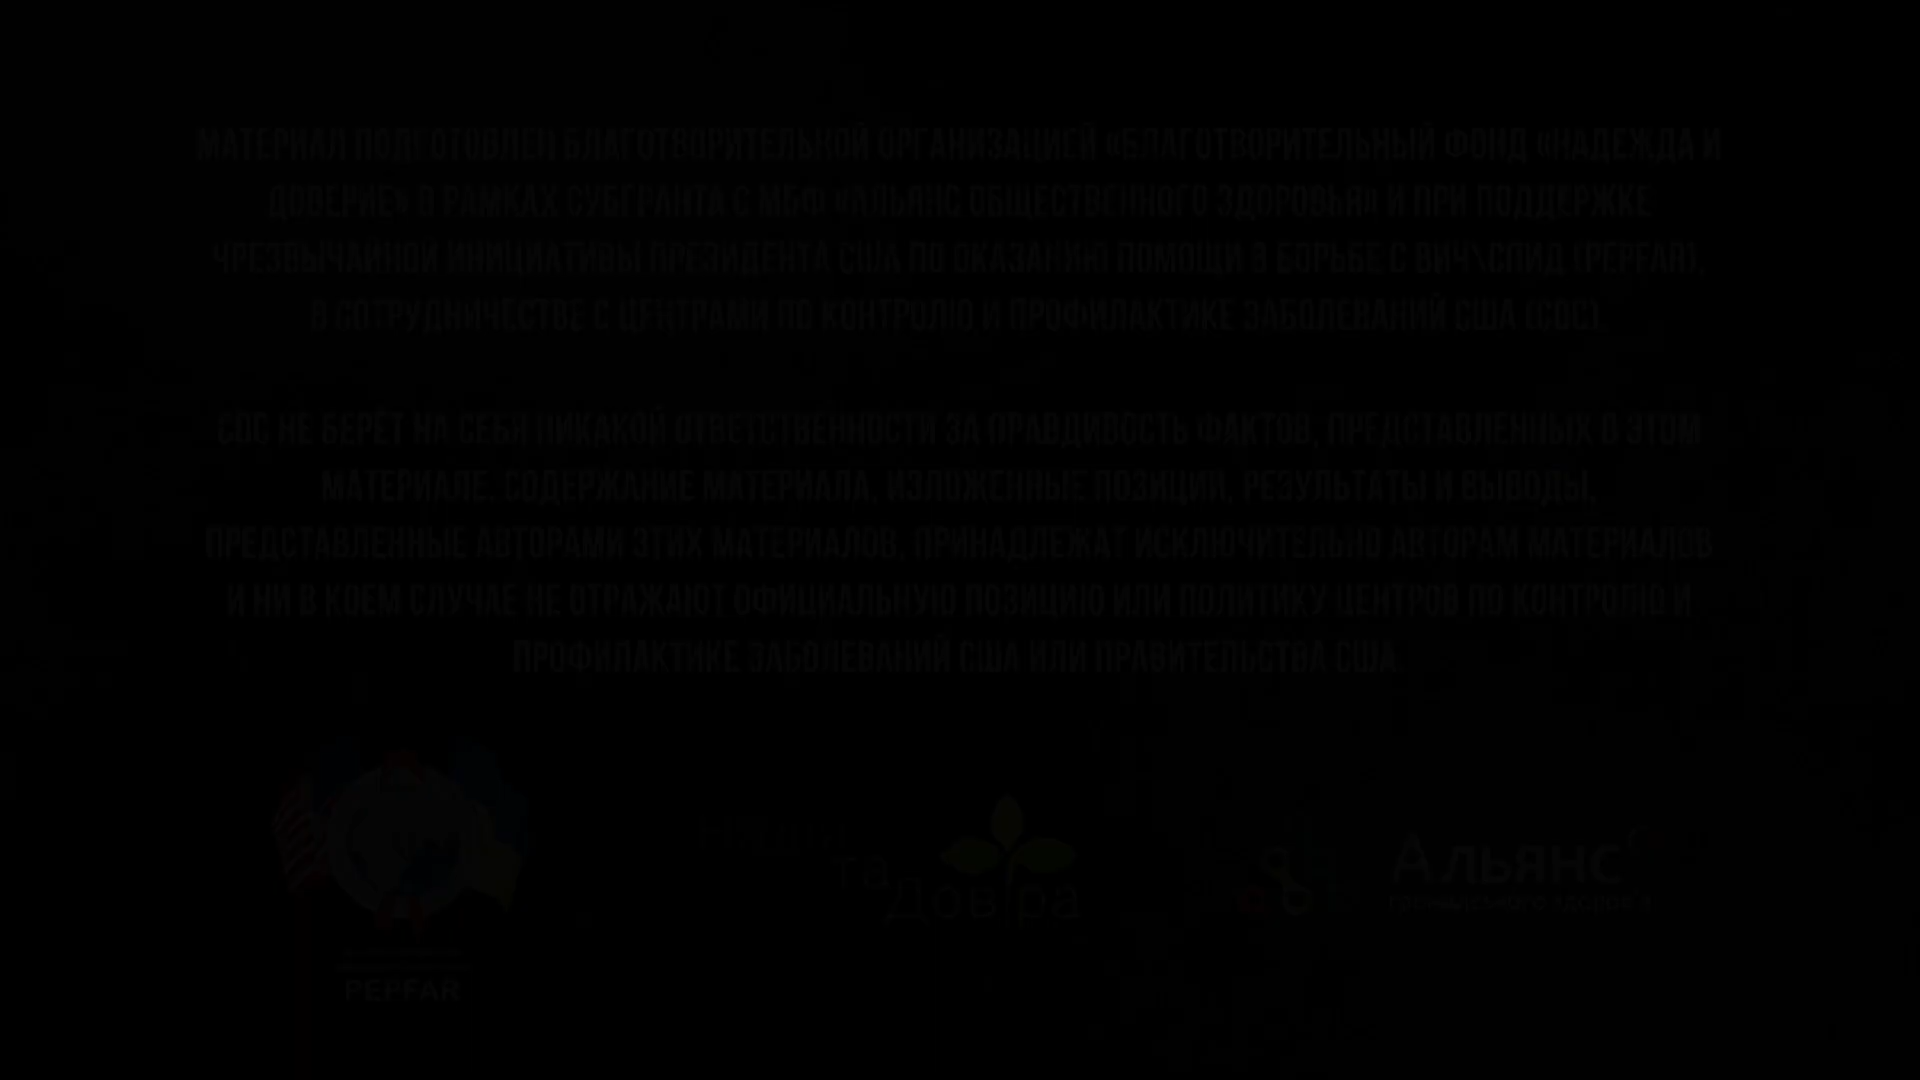 МАТЕРИАЛ ПОДГОТОВЛЕН БЛАГОТВОРИТЕЛЬНОЙ ОРГАНИЗАЦИЕЙ «БЛАГОТВОРИТЕЛЬНЫЙ ФОНД «НАДЕЖДА И
ДОВЕРИЕ» В РАМКАХ СУБГРАНТА С МБФ «АЛЬЯНС ОБЩЕСТВЕННОГО ЗДОРОВЬЯ» И ПРИ ПОДДЕРЖКЕ
ЧРЕЗВЫЧАЙНОЙ ИНИЦИАТИВЫ ПРЕЗИДЕНТА США ПО ОКАЗАНИЮ ПОМОЩИ В БОРЬБЕ С ВИЧ\СПИД (PEPFAR),
В СОТРУДНИЧЕСТВЕ С ЦЕНТРАМИ ПО КОНТРОЛЮ И ПРОФИЛАКТИКЕ ЗАБОЛЕВАНИЙ США (CDC).
CDC НЕ БЕРЕТ НА СЕБЯ НИКАКОЙ ОТВЕТСТВЕННОСТИ ЗА ПРАВДИВОСТЬ ФАКТОВ, ПРЕДСТАВЛЕННЫХ В ЭТОМ
МАТЕРИАЛЕ. СОДЕРЖАНИЕ МАТЕРИАЛА, ИЗЛОЖЕННЫЕ ПОЗИЦИИ, РЕЗУЛЬТАТЫ И ВЫВОДЫ,
ПРЕДСТАВЛЕННЫЕ АВТОРАМИ ЭТИХ МАТЕРИАЛОВ, ПРИНАДЛЕЖАТ ИСКЛЮЧИТЕЛЬНО АВТОРАМ МАТЕРИАЛОВ
И НИ В КОЕМ СЛУЧАЕ НЕ ОТРАЖАЮТ ОФИЦИАЛЬНУЮ ПОЗИЦИЮ ИЛИ ПОЛИТИКУ ЦЕНТРОВ ПО КОНТРОЛЮ И
ПРОФИЛАКТИКЕ ЗАБОЛЕВАНИЙ США ИЛИ ПРАВИТЕЛЬСТВА США.
PEPFAR
та
Довіра
Альянс
громадського здоров'я